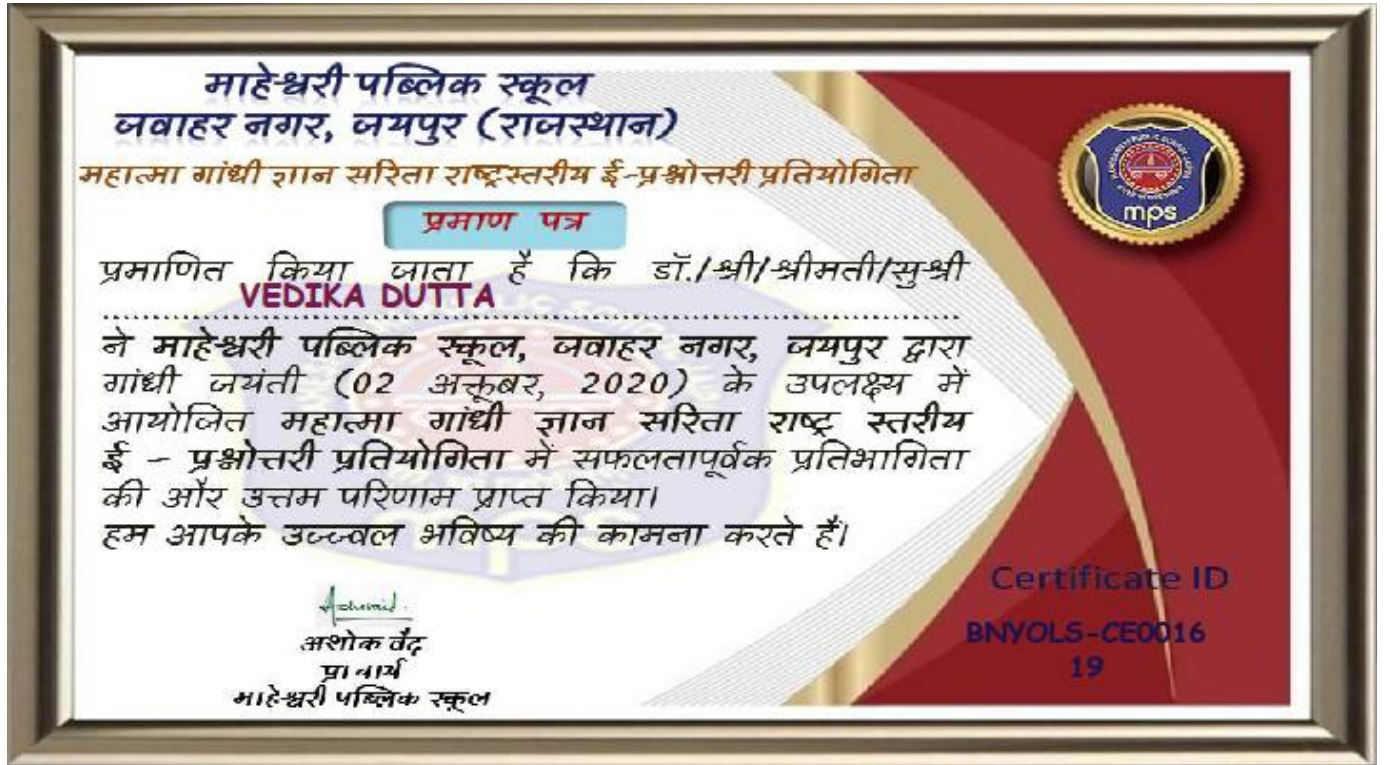 माहेश्वरी पब्लिक स्कूल
जवाहर नगर, जयपुर (राजस्थान)
महात्मा गांधी ज्ञान सरिता राष्ट्रस्तरीय ई-प्रश्नोत्तरी प्रतियोगिता
प्रमाण पत्र
प्रमाणित किया जाता है कि डॉ./श्री/श्रीमती/सुश्री
VEDIKA DUTTA
ने माहेश्वरी पब्लिक स्कूल, जवाहर नगर, जयपुर द्वारा
गांधी जयंती (02 अक्तूबर, 2020) के उपलक्ष्य में
आयोजित महात्मा गांधी ज्ञान सरिता राष्ट्र स्तरीय
ई - प्रश्नोत्तरी प्रतियोगिता में सफलतापूर्वक प्रतिभागिता
की और उत्तम परिणाम प्राप्त किया।
हम आपके उज्ज्वल भविष्य की कामना करते हैं।
अशोक वैद
प्राचार्य
माहेश्वरी पब्लिक स्कूल
mps
Certificate ID
BNYOLS-CE0016
19